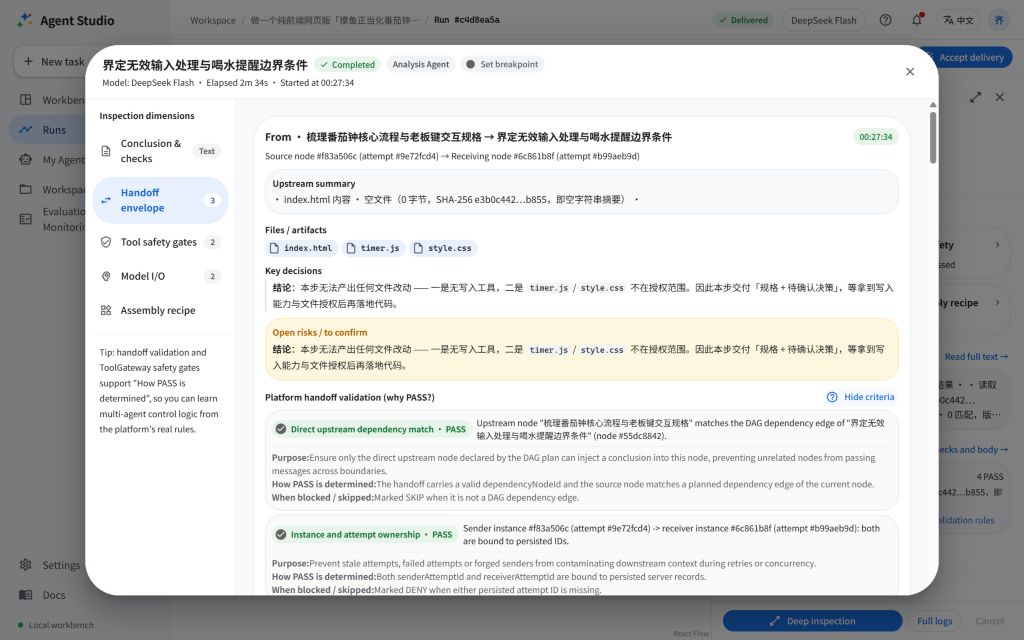 Agent Studio
Workspace / 做一个纯前端网页版「摸鱼正当化番茄钟… / Run #c4d8ea5a
Delivered
DeepSeek Flash
中文
齐
New task
Accept delivery
Runs
My Agent
Settings
Docs
Local workbench
界定无效输入处理与喝水提醒边界条件
Completed
Analysis Agent
Set breakpoint
Model: DeepSeek Flash • Elapsed 2m 34s • Started at 00:27:34
Inspection dimensions
Conclusion & checks
Text
Handoff envelope
3
Tool safety gates
2
Model I/O
2
Assembly recipe
Tip: handoff validation and
ToolGateway safety gates
support "How PASS is
determined", so you can learn
multi-agent control logic from
the platform's real rules.
From · 梳理番茄钟核心流程与老板键交互规格 → 界定无效输入处理与喝水提醒边界条件
00:27:34
Source node #f83a506c (attempt #9e72fcd4) → Receiving node #6c861b8f (attempt #b99aeb9d)
Upstream summary
· index.html 内容 · 空文件（0 字节，SHA-256 e3b0c442…b855，即空字符串摘要） ·
Files / artifacts
index.html
timer.js
style.css
Key decisions
结论：本步无法产出任何文件改动 —— 一是无写入工具，二是 timer.js / style.css 不在授权范围。因此本步交付「规格 + 待确认决策」，等拿到写入
能力与文件授权后再落地代码。
Open risks / to confirm
结论：本步无法产出任何文件改动 —— 一是无写入工具，二是 timer.js / style.css 不在授权范围。因此本步交付「规格 + 待确认决策」，等拿到写
入能力与文件授权后再落地代码。
Platform handoff validation (why PASS?)
Hide criteria
Direct upstream dependency match · PASS
Upstream node "梳理番茄钟核心流程与老板键交互规格" matches the DAG dependency edge of "界定无效
输入处理与喝水提醒边界条件" (node #55dc8842).
Purpose:Ensure only the direct upstream node declared by the DAG plan can inject a conclusion into this node, preventing unrelated nodes from passing
messages across boundaries.
How PASS is determined:The handoff carries a valid dependencyNodeId and the source node matches a planned dependency edge of the current node.
When blocked / skipped:Marked SKIP when it is not a DAG dependency edge.
Instance and attempt ownership · PASS
Sender instance #f83a506c (attempt #9e72fcd4) -> receiver instance #6c861b8f (attempt #b99aeb9d): both
are bound to persisted IDs.
Purpose:Prevent stale attempts, failed attempts or forged senders from contaminating downstream context during retries or concurrency.
How PASS is determined:Both senderAttemptId and receiverAttemptId are bound to persisted server records.
When blocked / skipped:Marked DENY when either persisted attempt ID is missing.
Read full text →
结果 · · 读取
· 0 匹配，版…
4 PASS
React Flow
Deep inspection
Full logs
Cancel